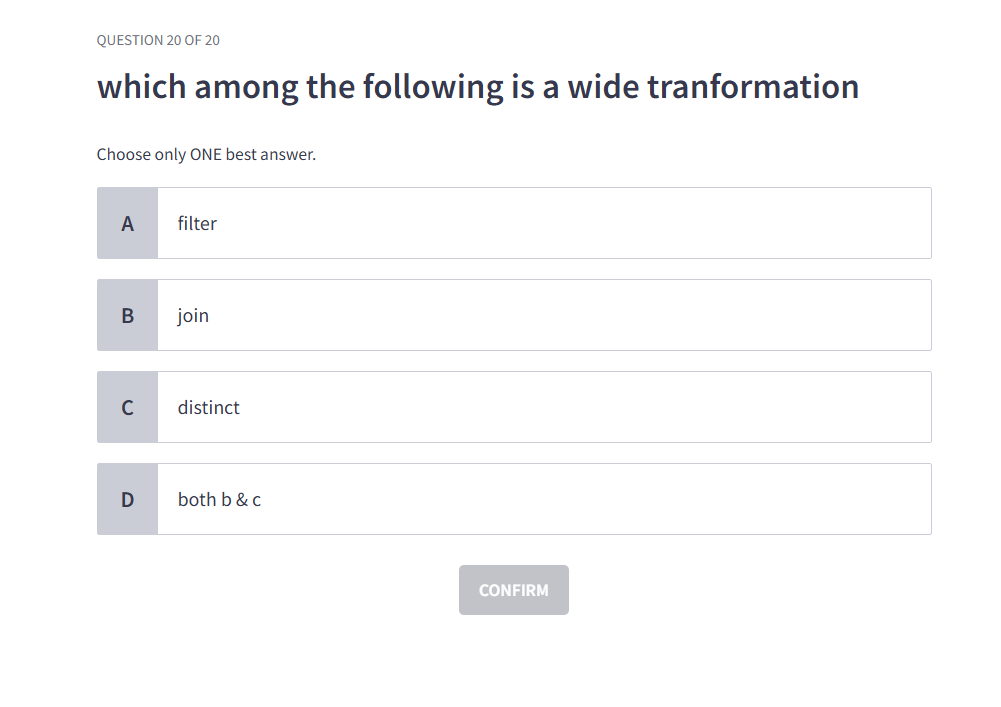 QUESTION 20 OF 20
which among the following is a wide tranformation
Choose only ONE best answer.
A filter
B join
C distinct
D both b & c
CONFIRM